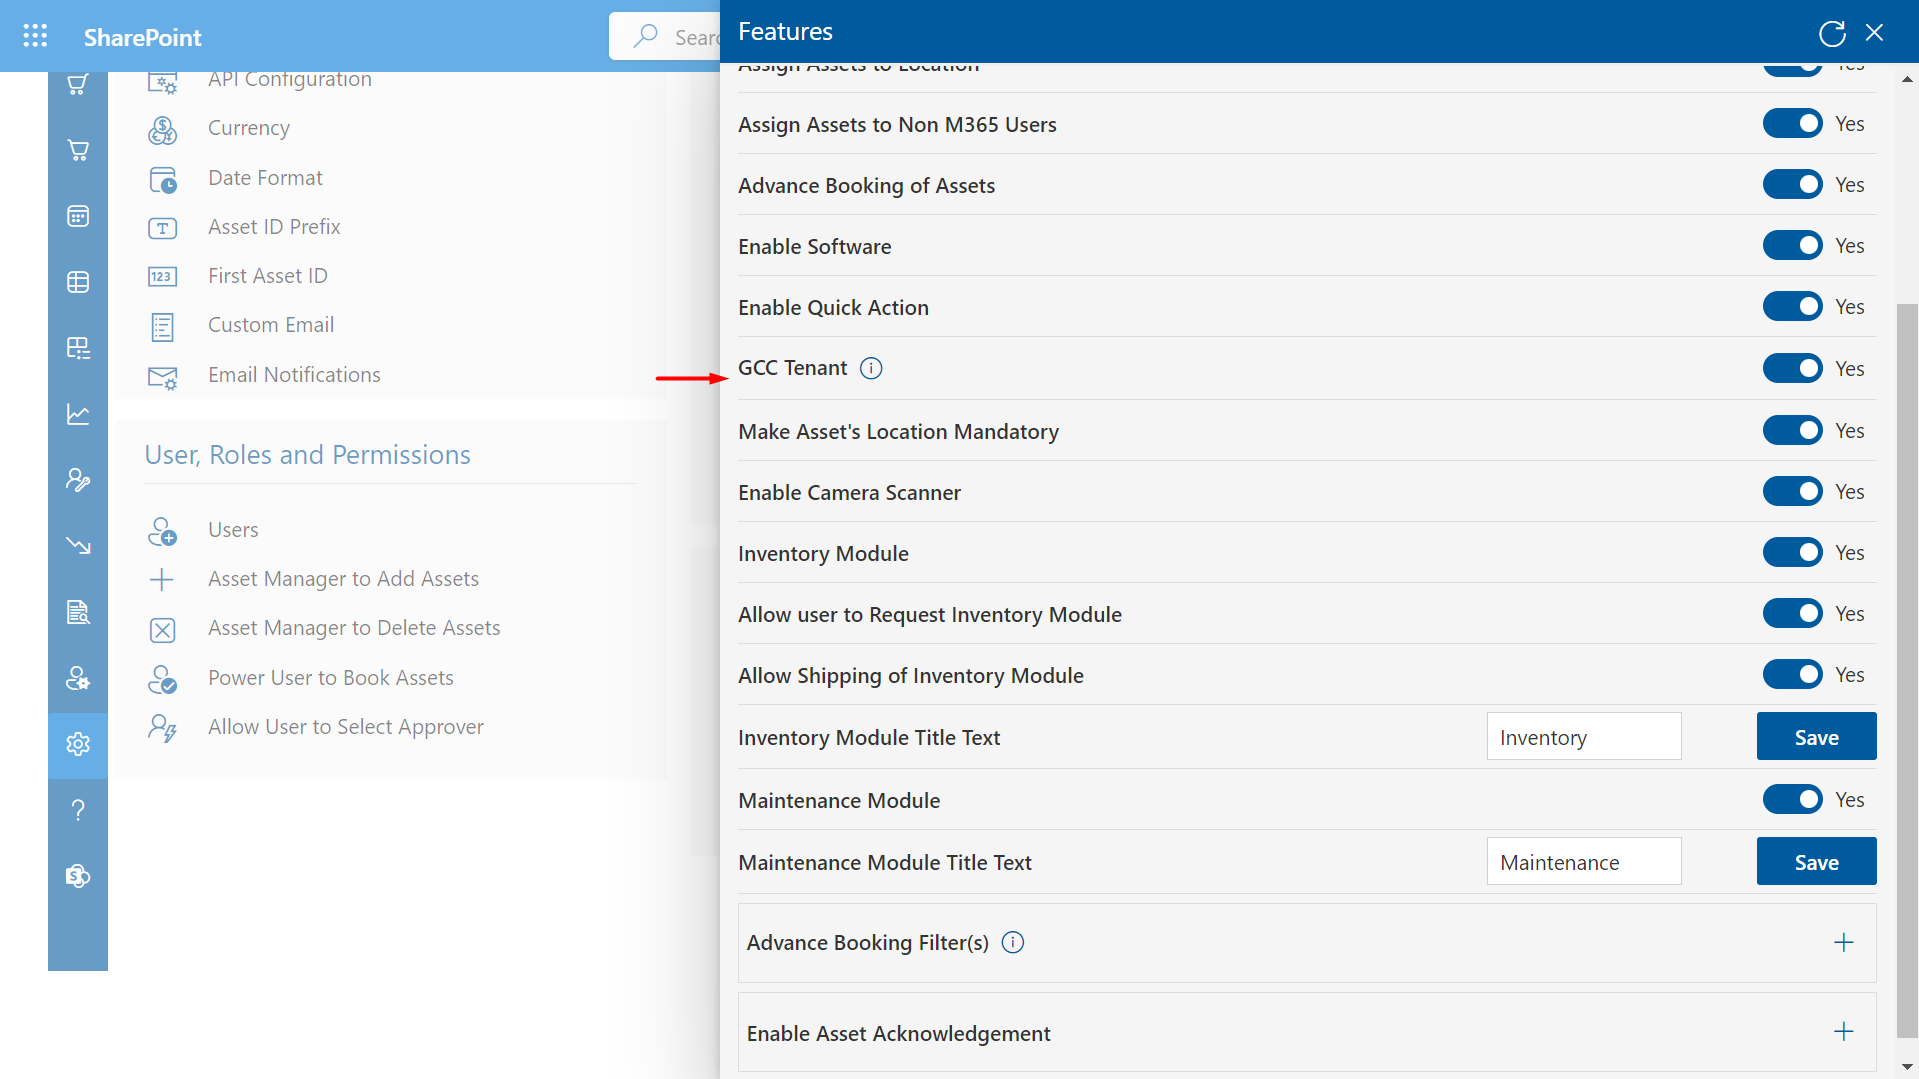 SharePoint
Features
API Configuration
Currency
Date Format
Asset ID Prefix
First Asset ID
123
Custom Email
Email Notifications
User, Roles and Permissions
Users
Asset Manager to Add Assets
Asset Manager to Delete Assets
Power User to Book Assets
Allow User to Select Approver
Assign Assets to Location Yes
Assign Assets to Non M365 Users Yes
Advance Booking of Assets Yes
Enable Software Yes
Enable Quick Action Yes
GCC Tenant Yes
Make Asset's Location Mandatory Yes
Enable Camera Scanner Yes
Inventory Module Yes
Allow user to Request Inventory Module Yes
Allow Shipping of Inventory Module Yes
Inventory Module Title Text Inventory Save
Maintenance Module Yes
Maintenance Module Title Text Maintenance Save
Advance Booking Filter(s)
Enable Asset Acknowledgement